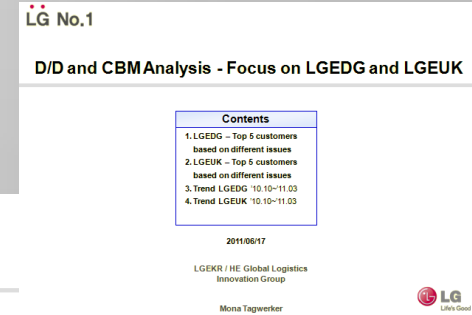 LG No.1
D/D and CBM Analysis - Focus on LGEDG and LGEUK
Contents
1. LGEDG – Top 5 customers
based on different issues
2. LGEUK – Top 5 customers
based on different issues
3. Trend LGEDG '10.10~'11.03
4. Trend LGEUK '10.10~'11.03
2011/06/17
LGEKR / HE Global Logistics
Innovation Group
Mona Tagwerker
LG
Life's Good